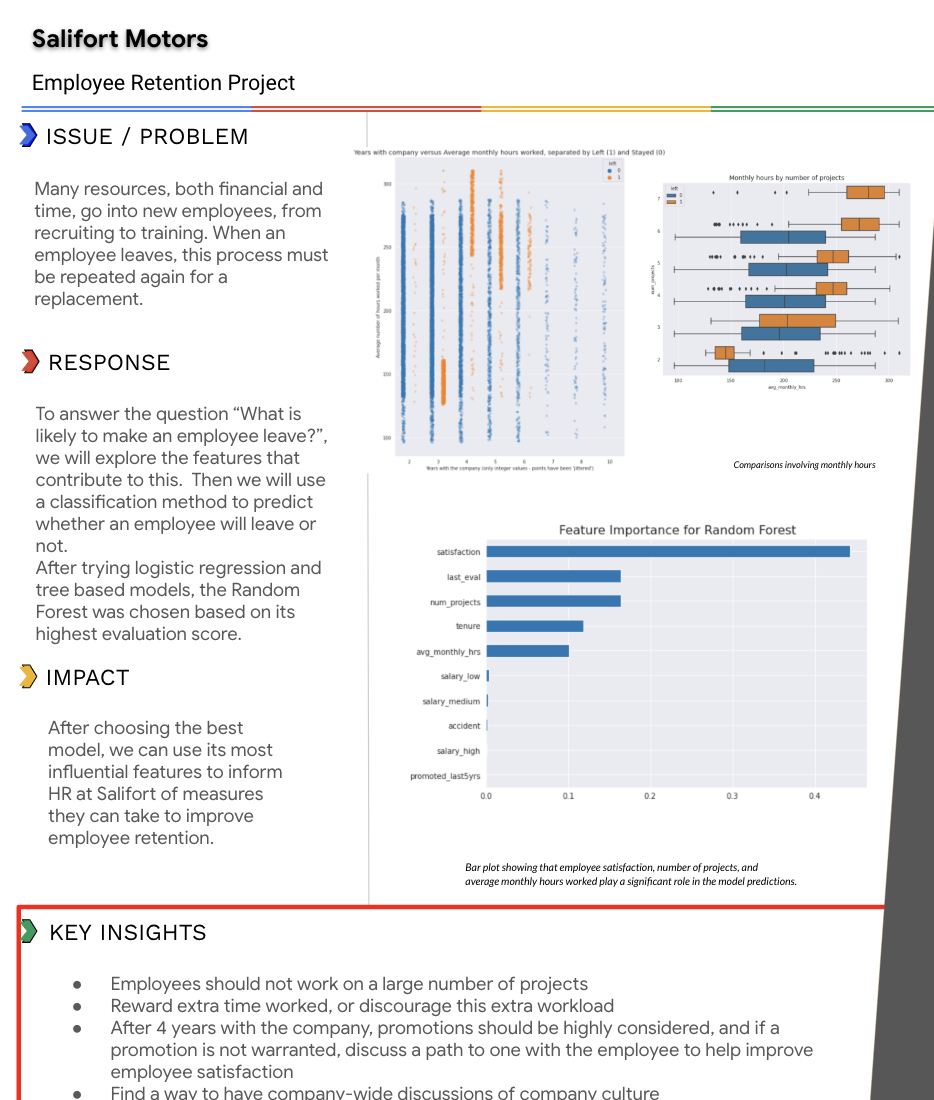 Salifort Motors
Employee Retention Project
ISSUE / PROBLEM
Many resources, both financial and
time, go into new employees, from
recruiting to training. When an
employee leaves, this process must
be repeated again for a
replacement.
RESPONSE
To answer the question “What is
likely to make an employee leave?”,
we will explore the features that
contribute to this.  Then we will use
a classification method to predict
whether an employee will leave or
not.
After trying logistic regression and
tree based models, the Random
Forest was chosen based on its
highest evaluation score.
IMPACT
After choosing the best
model, we can use its most
influential features to inform
HR at Salifort of measures
they can take to improve
employee retention.
Years with company versus Average monthly hours worked, separated by Left (1) and Stayed (0)
left
0
1
Average number of hours worked per month
300
250
200
150
100
2 3 4 5 6 7 8 9 10
Years with the company (only integer values - points have been 'jittered')
Monthly hours by number of projects
left
0
1
num_projects
7
6
5
4
3
2
100 150 200 250 300
avg_monthly_hrs
Comparisons involving monthly hours
Feature Importance for Random Forest
satisfaction
last_eval
num_projects
tenure
avg_monthly_hrs
salary_low
salary_medium
accident
salary_high
promoted_last5yrs
0.0 0.1 0.2 0.3 0.4
Bar plot showing that employee satisfaction, number of projects, and
average monthly hours worked play a significant role in the model predictions.
KEY INSIGHTS
● Employees should not work on a large number of projects
● Reward extra time worked, or discourage this extra workload
● After 4 years with the company, promotions should be highly considered, and if a
promotion is not warranted, discuss a path to one with the employee to help improve
employee satisfaction
● Find a way to have company-wide discussions of company culture